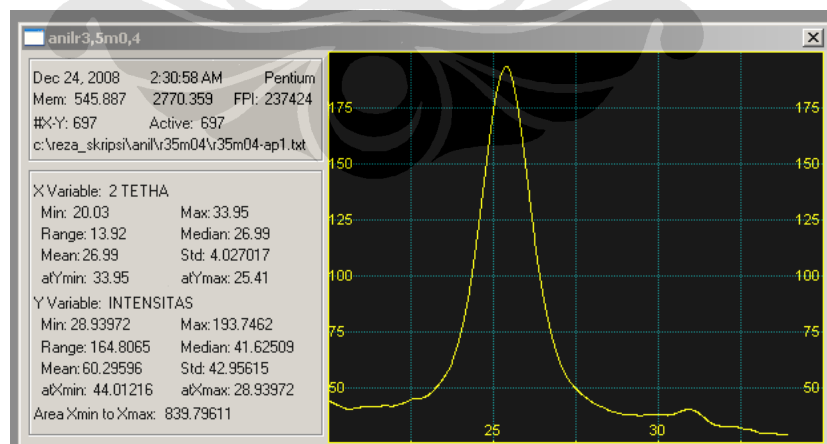 anilr3,5m0,4
Dec 24, 2008 2:30:58 AM Pentium
Mem: 545.887 2770.359 FPI: 237424
#X-Y: 697 Active: 697
c:\reza_skripsi\anil\r35m04\r35m04-ap1.txt
X Variable: 2 TETHA
Min: 20.03 Max: 33.95
Range: 13.92 Median: 26.99
Mean: 26.99 Std: 4.027017
atYmin: 33.95 atYmax: 25.41
Y Variable: INTENSITAS
Min: 28.93972 Max: 193.7462
Range: 164.8065 Median: 41.62509
Mean: 60.29596 Std: 42.95615
atXmin: 44.01216 atXmax: 28.93972
Area Xmin to Xmax: 839.79611
175 175
150 150
125 125
100 100
75 75
50 50
25 30